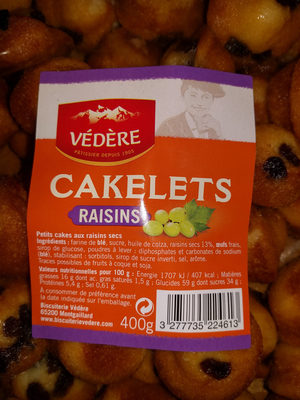 VÉDÈRE
PÂTISSIER DEPUIS 1905
CAKELETS
RAISINS
Petits cakes aux raisins secs
Ingrédients : farine de blé, sucre, huile de colza, raisins secs 13%, œufs frais,
sirop de glucose, poudres à lever : diphosphates et carbonates de sodium
(blé), stabilisant : sorbitols, sirop de sucre inverti, sel, arôme.
Traces possibles de fruits à coque et soja.
Valeurs nutritionnelles pour 100 g : Energie 1707 kJ / 407 kcal ; Matières
grasses 16 g dont ac. gras saturés 1,5 g ; Glucides 59 g dont sucres 34 g ;
Protéines 5,4 g ; Sel 0,61 g.
A consommer de préférence avant
la date indiquée sur l'emballage.
Biscuiterie Védère
65200 Montgaillard
www.biscuiterievedere.com
400g
3 277735 224613